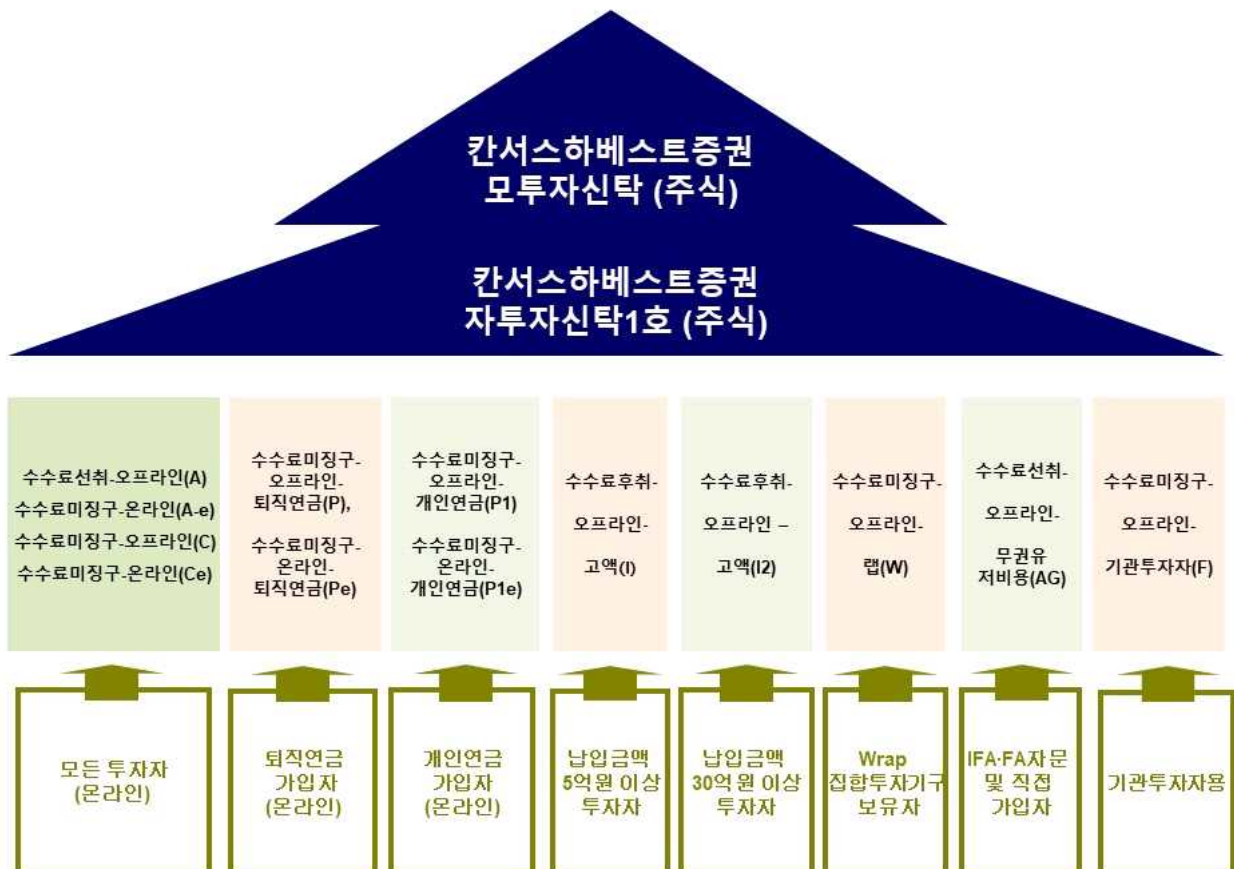 칸서스하베스트증권
모투자신탁 (주식)
칸서스하베스트증권
자투자신탁1호 (주식)
수수료선취-오프라인(A)
수수료미징구-온라인(A-e)
수수료미징구-오프라인(C)
수수료미징구-온라인(Ce)
수수료미징구-
오프라인-
퇴직연금(P),
수수료미징구-
온라인-
퇴직연금(Pe)
수수료미징구-
오프라인-
개인연금(P1)
수수료미징구-
온라인-
개인연금(P1e)
수수료후취-
오프라인-
고액(I)
수수료후취-
오프라인 –
고액(I2)
수수료미징구-
오프라인-
랩(W)
수수료선취-
오프라인-
무권유
저비용(AG)
수수료미징구-
오프라인-
기관투자자(F)
모든 투자자
(온라인)
퇴직연금
가입자
(온라인)
개인연금
가입자
(온라인)
납입금액
5억원 이상
투자자
납입금액
30억원 이상
투자자
Wrap
집합투자기구
보유자
IFA·FA자문
및 직접
가입자
기관투자자용